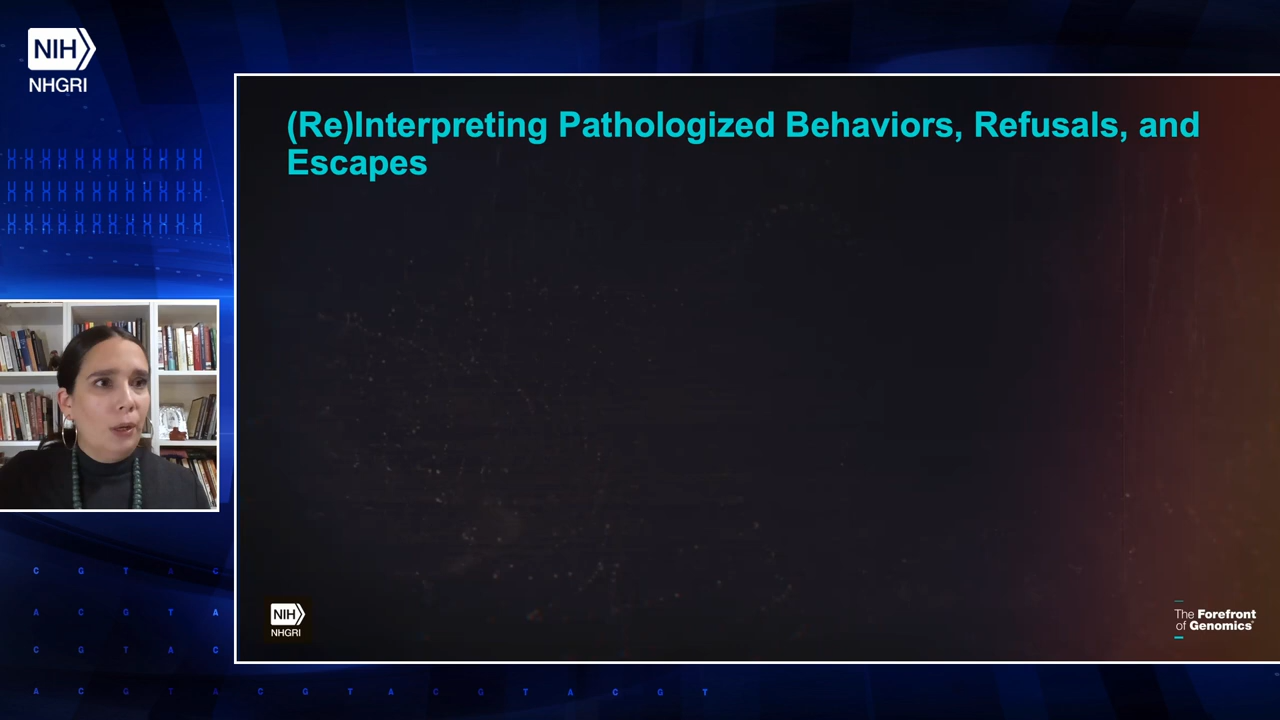 NIH
NHGRI
(Re)Interpreting Pathologized Behaviors, Refusals, and
Escapes
C G T A C
A C G T A
C G T A C
A C G T A C G T A C G T A C G T
NIH
NHGRI
The Forefront
of Genomics